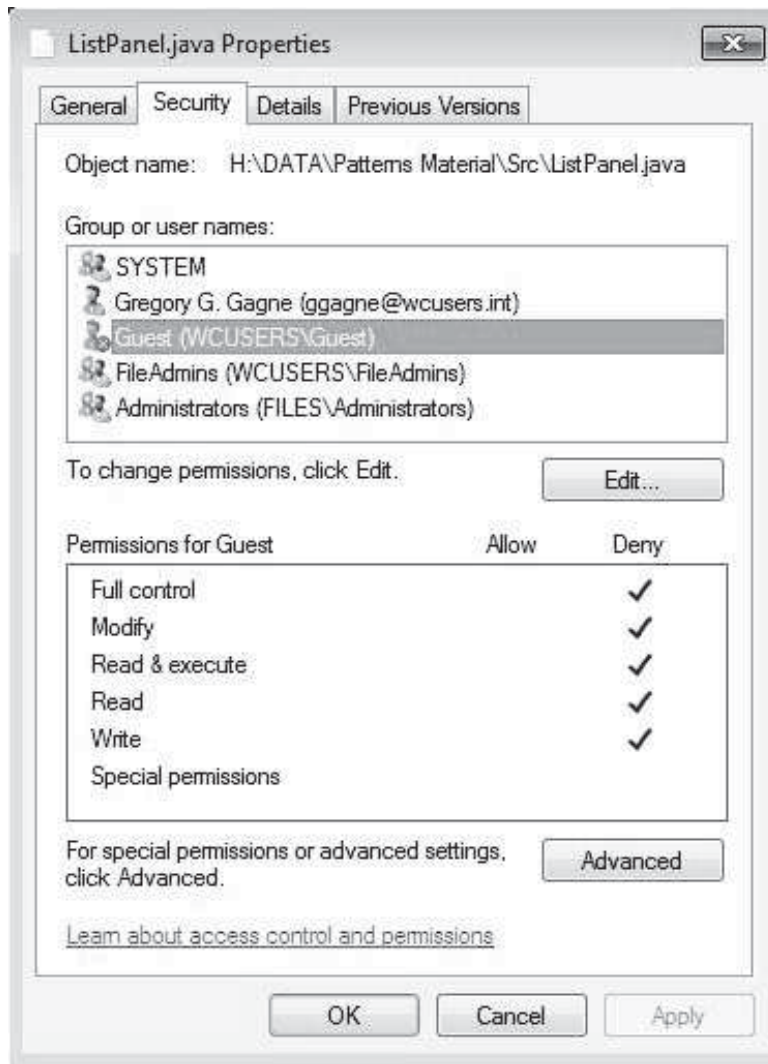 ListPanel.java Properties
General Security Details Previous Versions
Object name: H:\DATA\Patterns Material\Src\ListPanel.java
Group or user names:
SYSTEM
Gregory G. Gagne (ggagne@wcusers.int)
Guest (WCUSERS\Guest)
FileAdmins (WCUSERS\FileAdmins)
Administrators (FILES\Administrators)
To change permissions, click Edit.
Edit...
Permissions for Guest Allow Deny
Full control
Modify
Read & execute
Read
Write
Special permissions
For special permissions or advanced settings,
click Advanced.
Advanced
Learn about access control and permissions
OK Cancel Apply